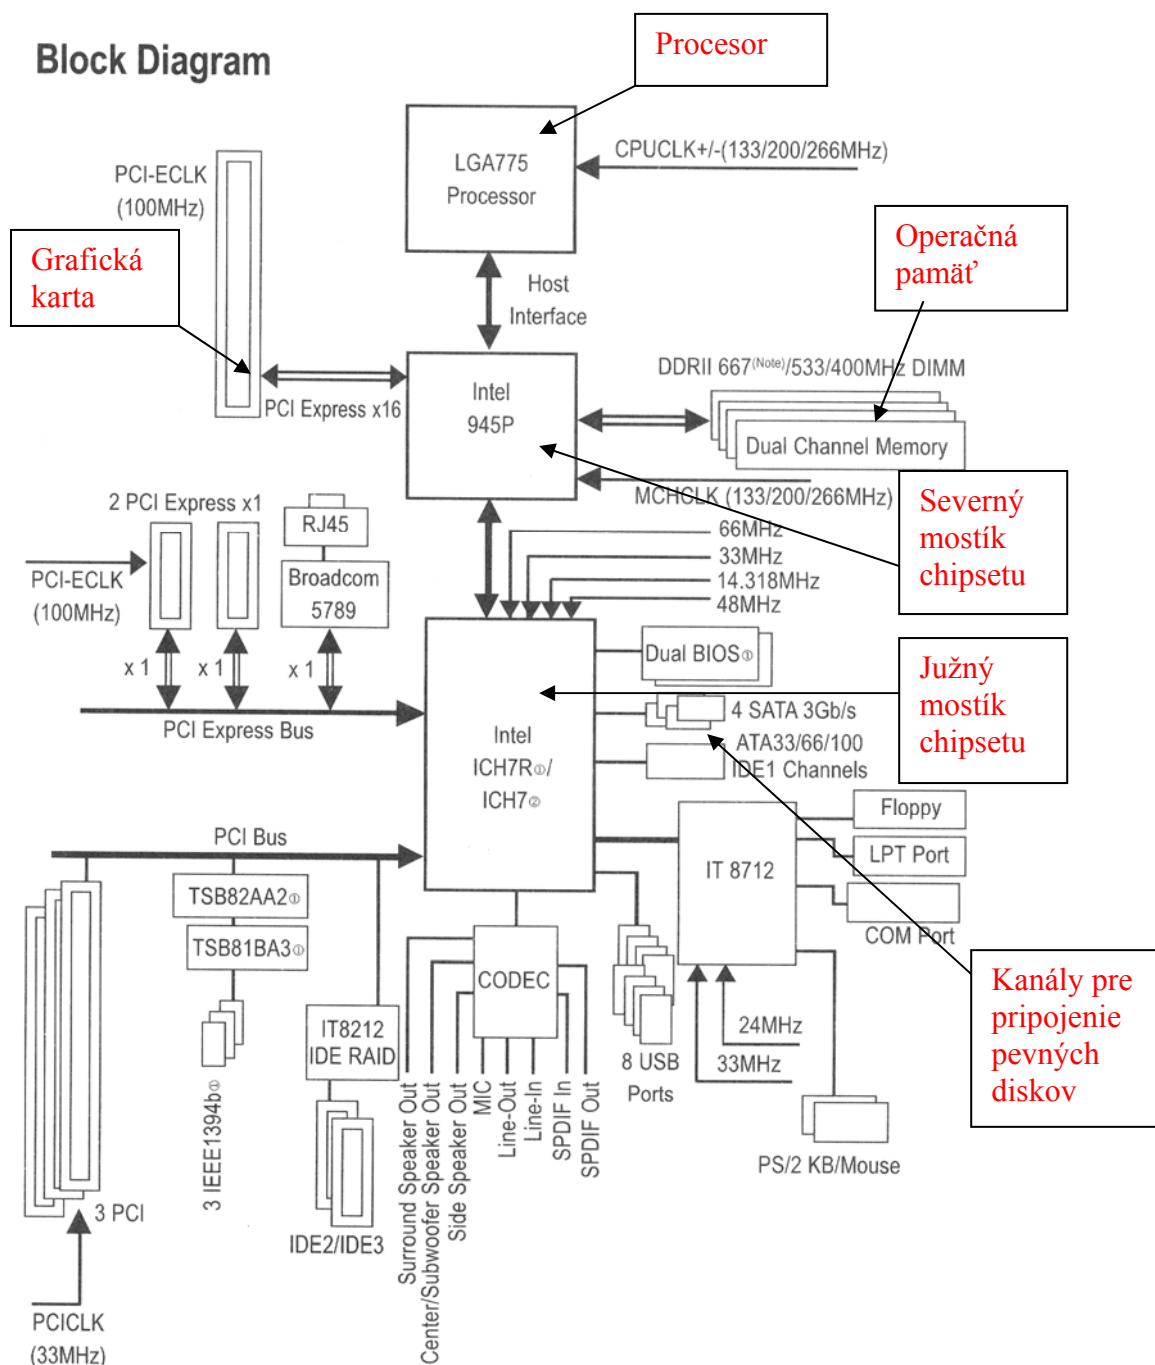 Block Diagram
Procesor
LGA775
Processor
CPUCLK+/-(133/200/266MHz)
PCI-ECLK
(100MHz)
Grafická
karta
Operačná
pamäť
Host
Interface
DDRII 667(Note)/533/400MHz DIMM
PCI Express x16
Intel
945P
Dual Channel Memory
MCHCLK (133/200/266MHz)
Severný
mostík
chipsetu
2 PCI Express x1
RJ45
66MHz
33MHz
14.318MHz
48MHz
PCI-ECLK
(100MHz)
Broadcom
5789
x 1
x 1
x 1
PCI Express Bus
Dual BIOS①
4 SATA 3Gb/s
ATA33/66/100
IDE1 Channels
Južný
mostík
chipsetu
Intel
ICH7R①/
ICH7②
PCI Bus
IT 8712
Floppy
LPT Port
COM Port
TSB82AA2①
TSB81BA3①
CODEC
Kanály pre
pripojenie
pevných
diskov
IT8212
IDE RAID
24MHz
33MHz
8 USB
Ports
3 PCI
3 IEEE1394b①
IDE2/IDE3
Surround Speaker Out
Center/Subwoofer Speaker Out
Side Speaker Out
MIC
Line-Out
Line-In
SPDIF In
SPDIF Out
PS/2 KB/Mouse
PCICLK
(33MHz)